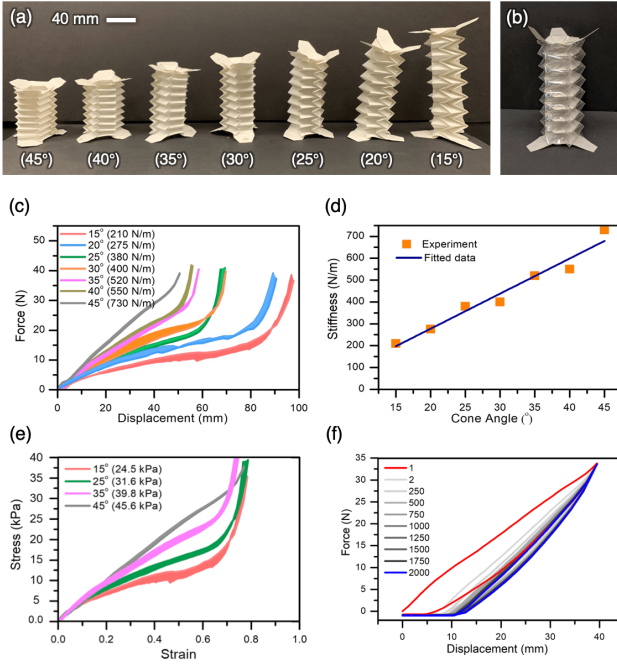 (a) 40 mm
(45°) (40°) (35°) (30°) (25°) (20°) (15°)
(b)
(c)
15° (210 N/m)
20° (275 N/m)
25° (380 N/m)
30° (400 N/m)
35° (520 N/m)
40° (550 N/m)
45° (730 N/m)
Force (N)
50
40
30
20
10
0
0 20 40 60 80 100
Displacement (mm)
(d)
Experiment
Fitted data
Stiffness (N/m)
700
600
500
400
300
200
100
0
15 20 25 30 35 40 45
Cone Angle (°)
(e)
15° (24.5 kPa)
25° (31.6 kPa)
35° (39.8 kPa)
45° (45.6 kPa)
Stress (kPa)
40
35
30
25
20
15
10
5
0.0
0.0 0.2 0.4 0.6 0.8 1.0
Strain
(f)
1
2
250
500
750
1000
1250
1500
1750
2000
Force (N)
35
30
25
20
15
10
5
0
0 10 20 30 40
Displacement (mm)